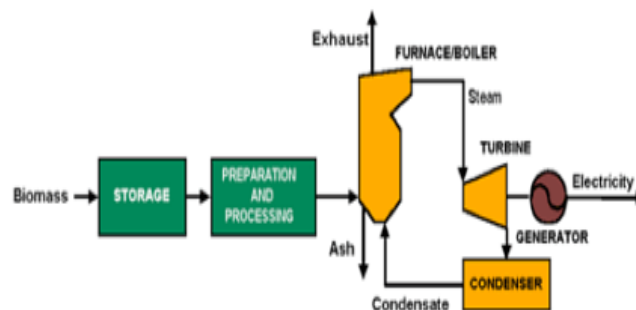 Exhaust
FURNACE/BOILER
Steam
TURBINE
Biomass
STORAGE
PREPARATION
AND
PROCESSING
Electricity
GENERATOR
Ash
CONDENSER
Condensate